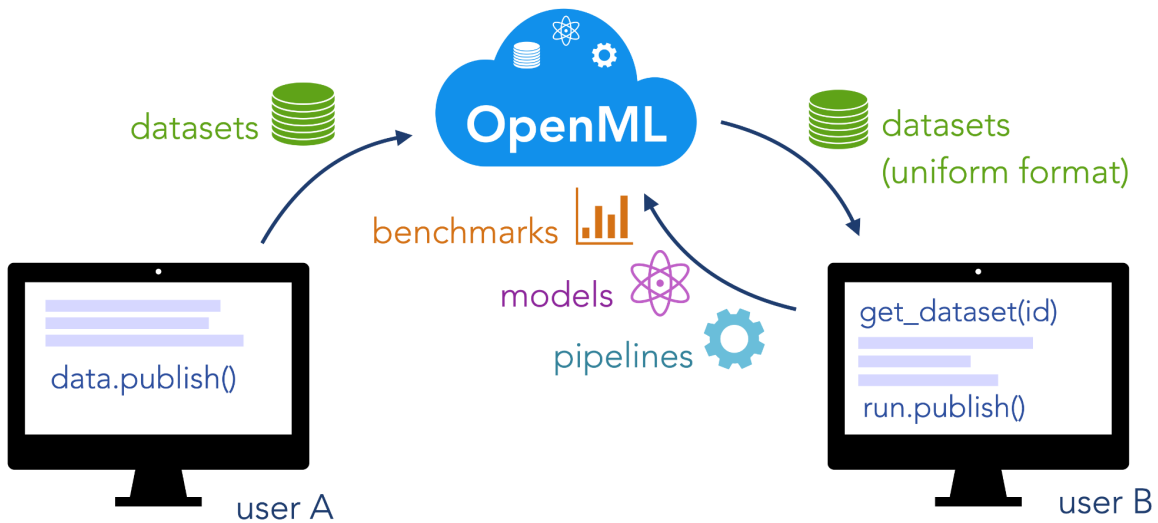 OpenML
datasets
datasets
(uniform format)
benchmarks
models
pipelines
data.publish()
user A
get_dataset(id)
run.publish()
user B